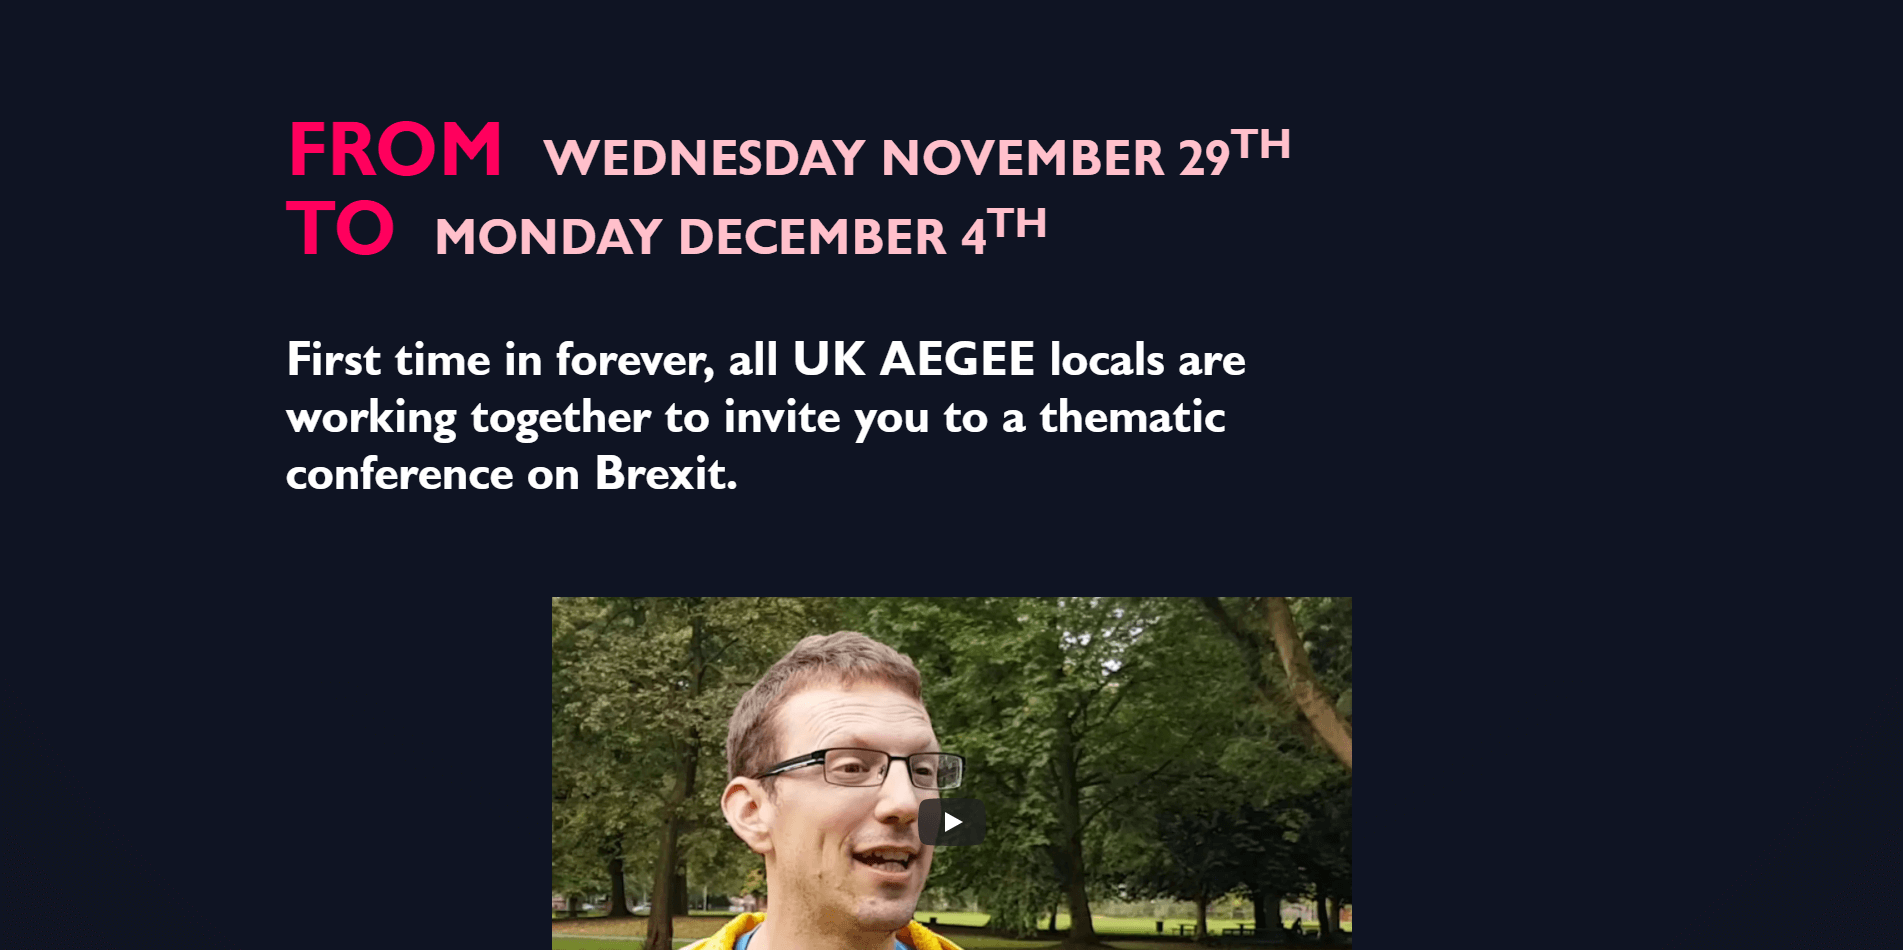 FROM WEDNESDAY NOVEMBER 29TH
TO MONDAY DECEMBER 4TH
First time in forever, all UK AEGEE locals are
working together to invite you to a thematic
conference on Brexit.